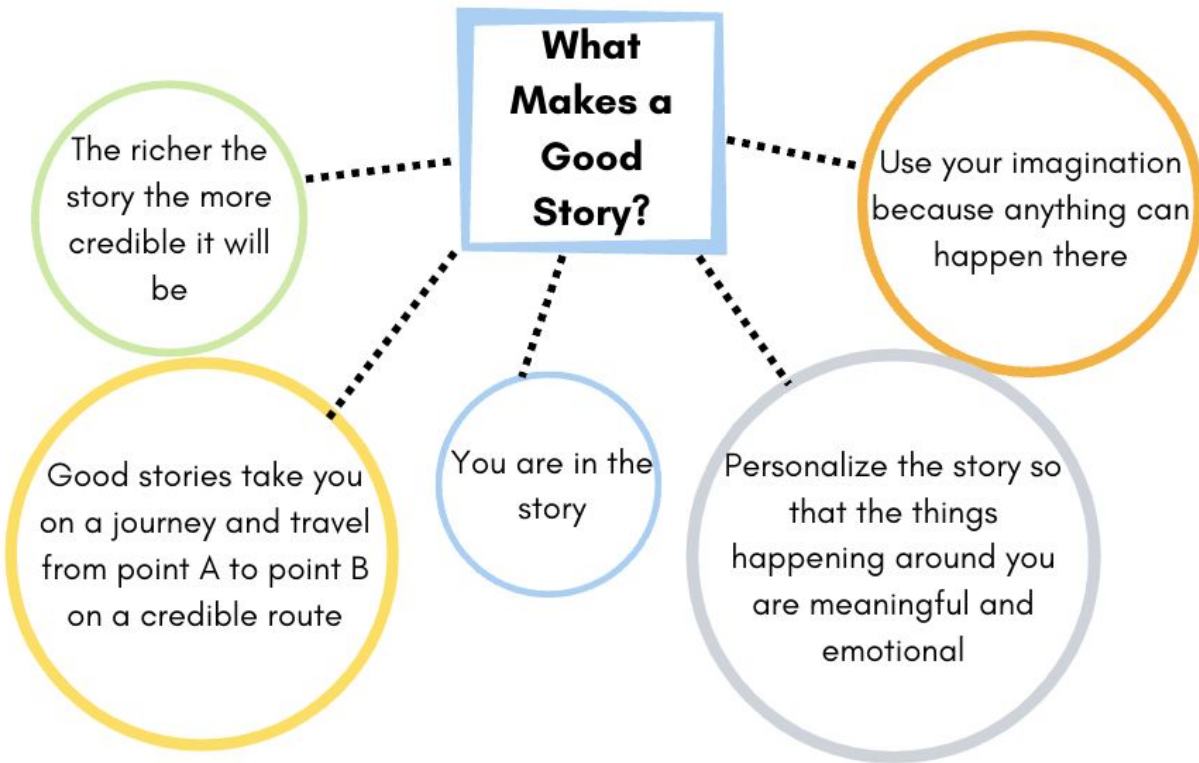 What
Makes a
Good
Story?
The richer the
story the more
credible it will
be
Use your imagination
because anything can
happen there
Good stories take you
on a journey and travel
from point A to point B
on a credible route
You are in the
story
Personalize the story so
that the things
happening around you
are meaningful and
emotional